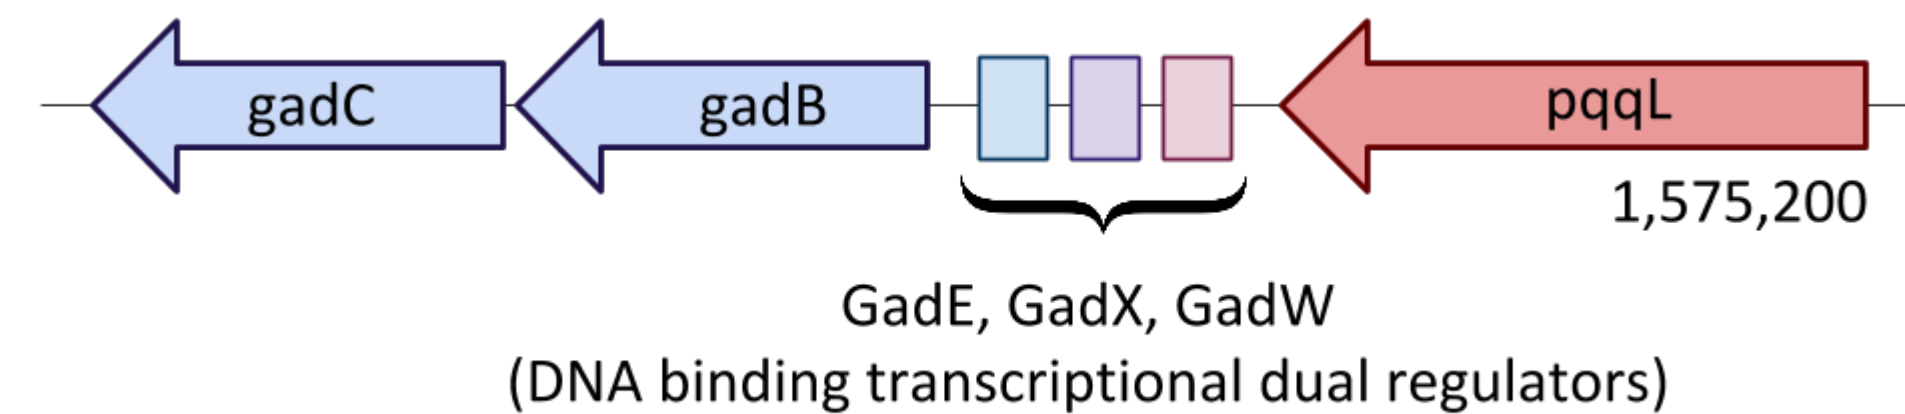 gadC gadB pqqL
1,575,200
GadE, GadX, GadW
(DNA binding transcriptional dual regulators)